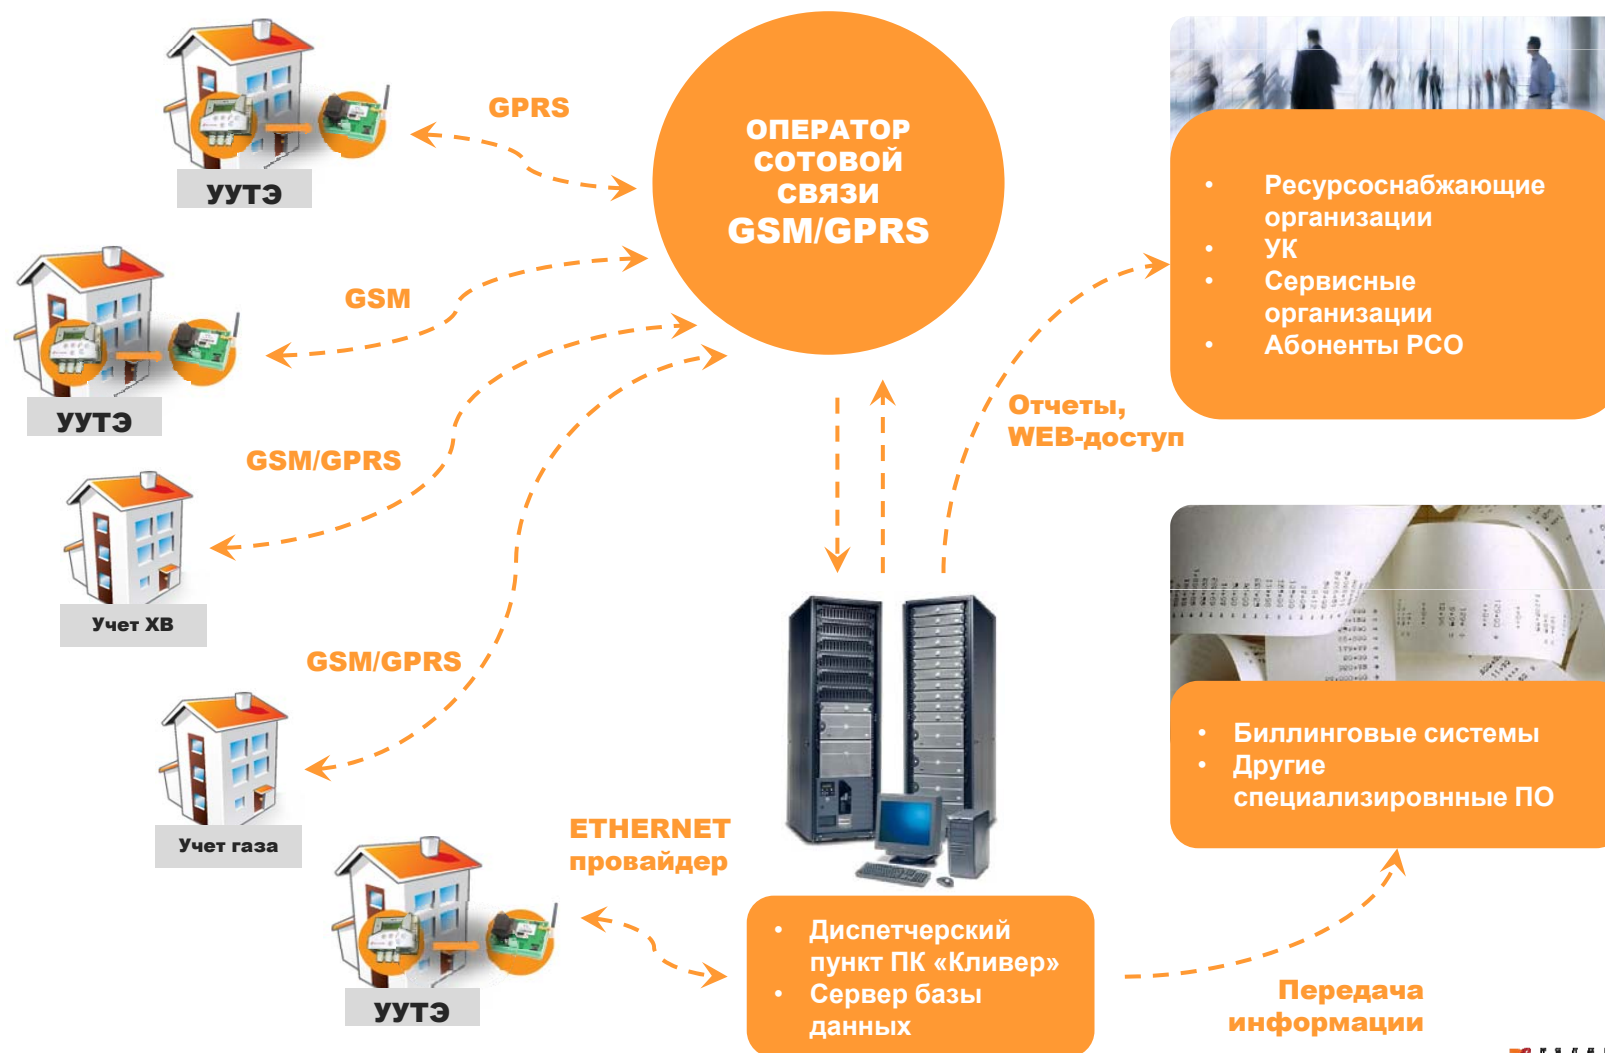 GPRS
УУТЭ
ОПЕРАТОР
СОТОВОЙ
СВЯЗИ
GSM/GPRS
• Ресурсоснабжающие
организации
• УК
• Сервисные
организации
• Абоненты РСО
GSM
УУТЭ
Отчеты,
WEB-доступ
GSM/GPRS
Учет ХВ
GSM/GPRS
Учет газа
• Биллинговые системы
• Другие
специализировнные ПО
ETHERNET
провайдер
УУТЭ
• Диспетчерский
пункт ПК «Кливер»
• Сервер базы
данных
Передача
информации